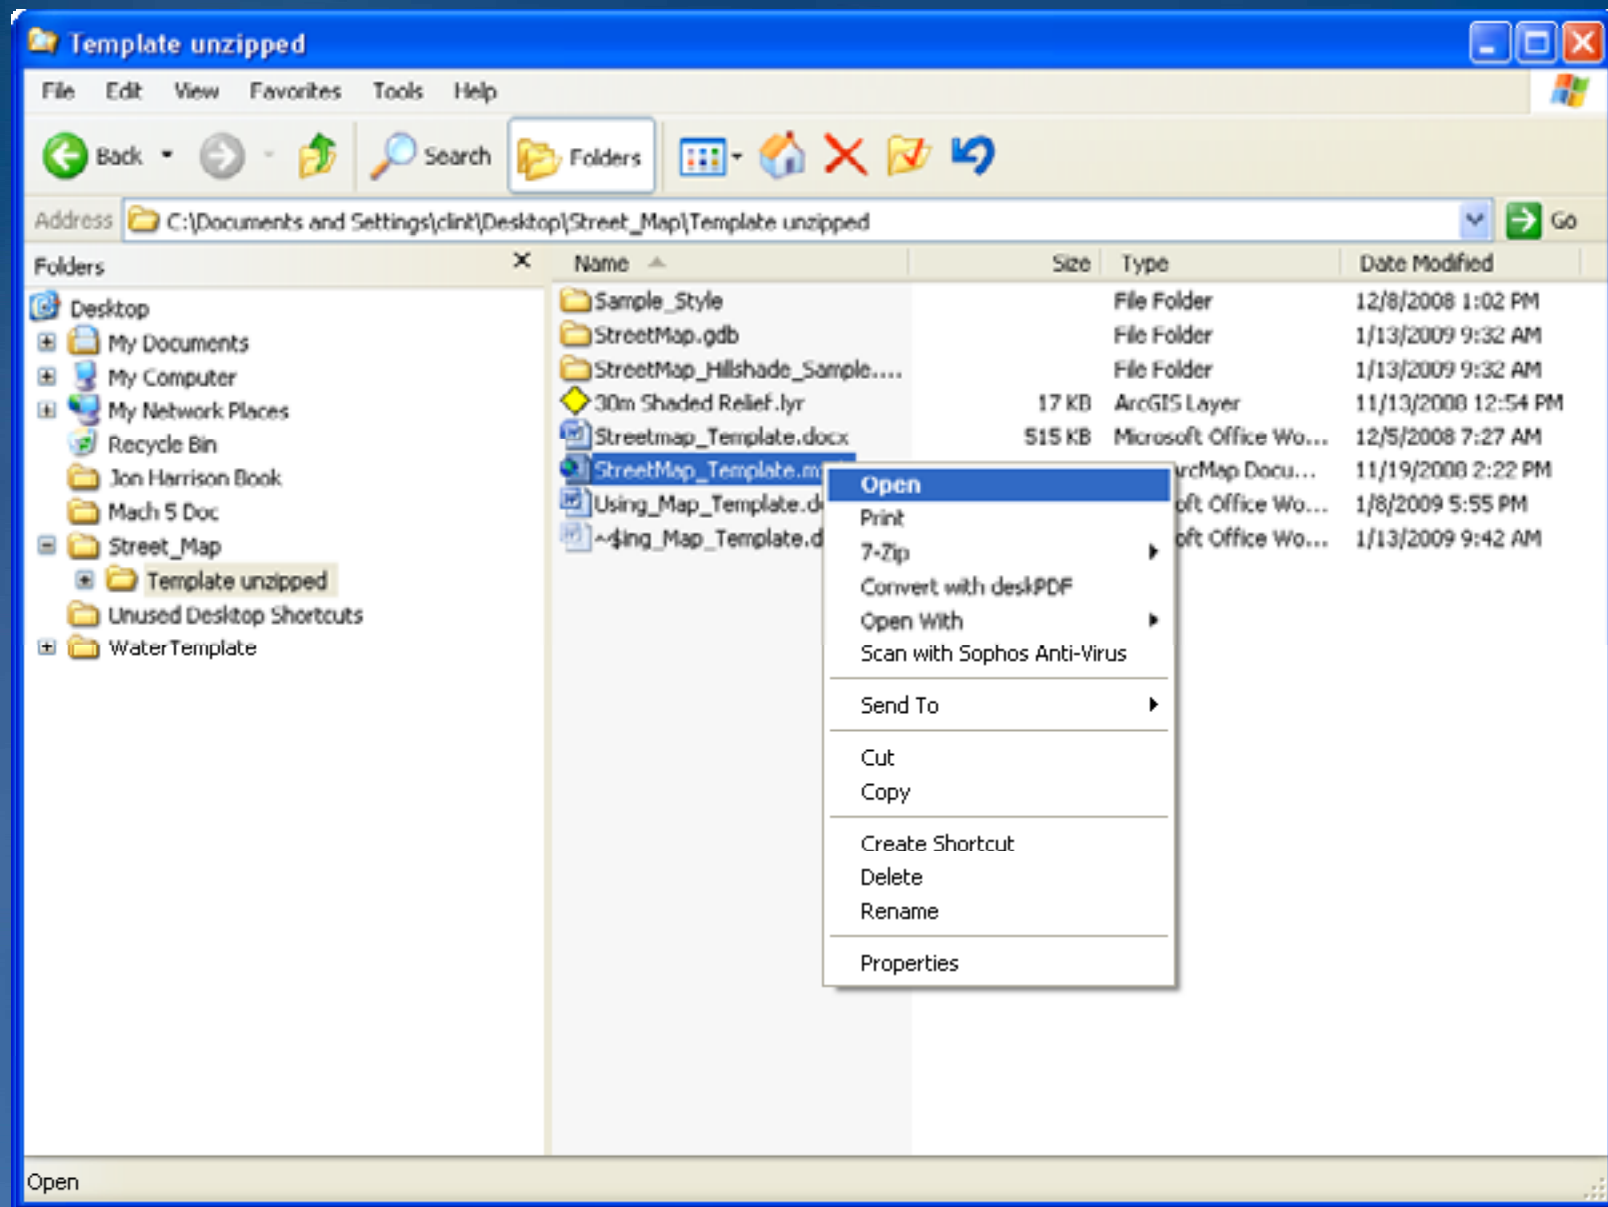 Template unzipped
File Edit View Favorites Tools Help
Back Search Folders
Address C:\Documents and Settings\clint\Desktop\Street_Map\Template unzipped Go
Folders
Desktop
My Documents
My Computer
My Network Places
Recycle Bin
Jon Harrison Book
Mach 5 Doc
Street_Map
Template unzipped
Unused Desktop Shortcuts
WaterTemplate
Name Size Type Date Modified
Sample_Style File Folder 12/8/2008 1:02 PM
StreetMap.gdb File Folder 1/13/2009 9:32 AM
StreetMap_Hillshade_Sample.... File Folder 1/13/2009 9:32 AM
30m Shaded Relief.lyr 17 KB ArcGIS Layer 11/13/2008 12:54 PM
Streetmap_Template.docx 515 KB Microsoft Office Wo... 12/5/2008 7:27 AM
StreetMap_Template.m rcMap Docu... 11/19/2008 2:22 PM
Using_Map_Template.d oft Office Wo... 1/8/2009 5:55 PM
~$ing_Map_Template.d oft Office Wo... 1/13/2009 9:42 AM
Open
Print
7-Zip
Convert with deskPDF
Open With
Scan with Sophos Anti-Virus
Send To
Cut
Copy
Create Shortcut
Delete
Rename
Properties
Open